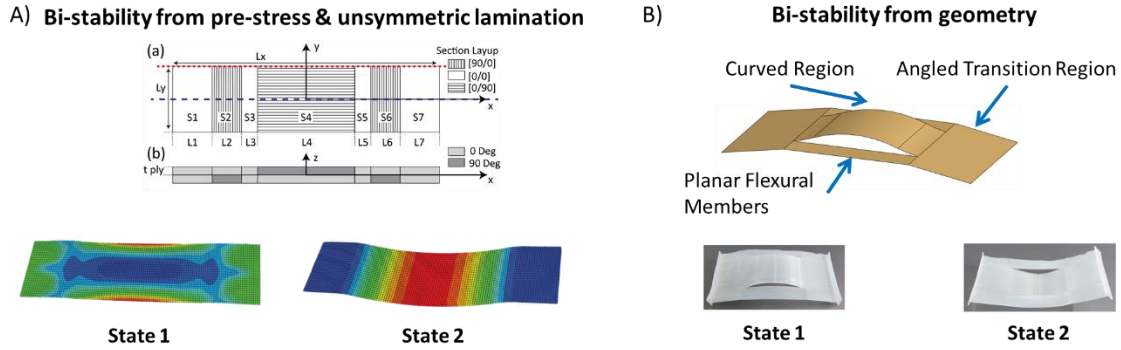 A) Bi-stability from pre-stress & unsymmetric lamination
(a)
Lx
y
Section Layup
[90/0]
[0/0]
[0/90]
Ly
x
S1 S2 S3 S4 S5 S6 S7
L1 L2 L3 L4 L5 L6 L7
(b)
z
0 Deg
90 Deg
t ply
x
State 1
State 2
B) Bi-stability from geometry
Curved Region
Angled Transition Region
Planar Flexural
Members
State 1
State 2